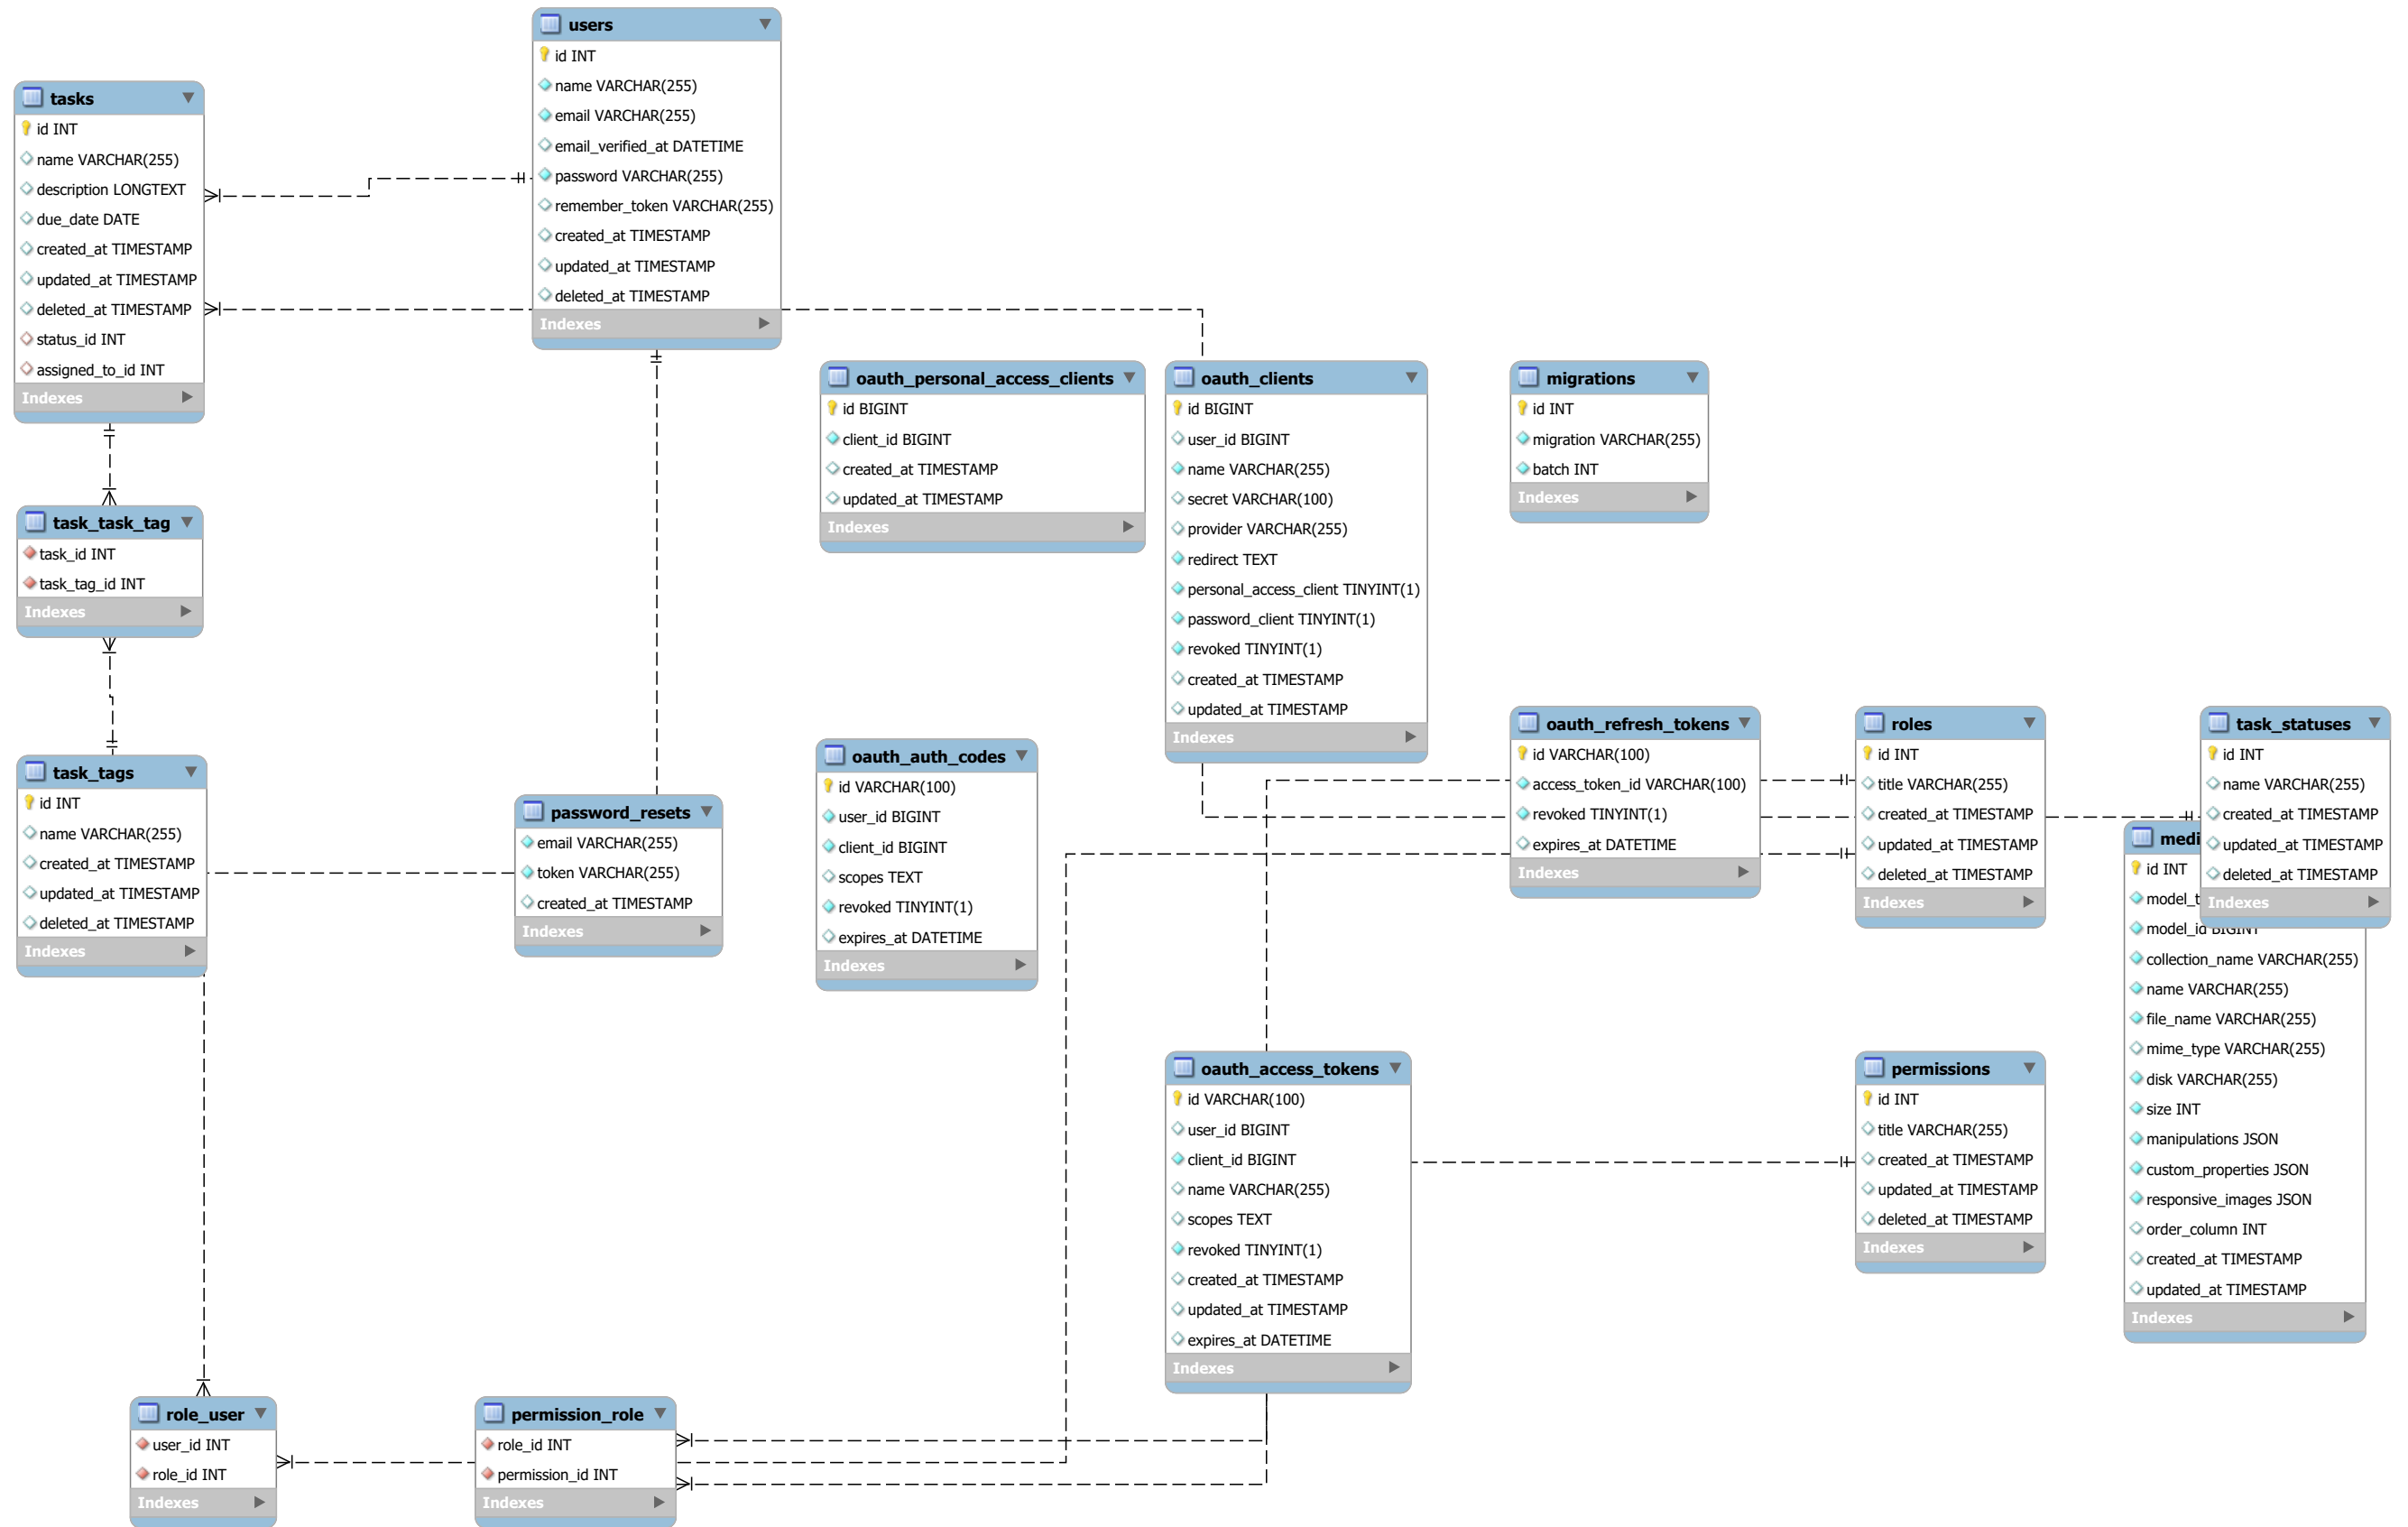 users
id INT
name VARCHAR(255)
email VARCHAR(255)
email_verified_at DATETIME
password VARCHAR(255)
remember_token VARCHAR(255)
created_at TIMESTAMP
updated_at TIMESTAMP
deleted_at TIMESTAMP
Indexes
tasks
id INT
name VARCHAR(255)
description LONGTEXT
due_date DATE
created_at TIMESTAMP
updated_at TIMESTAMP
deleted_at TIMESTAMP
status_id INT
assigned_to_id INT
Indexes
oauth_personal_access_clients
id BIGINT
client_id BIGINT
created_at TIMESTAMP
updated_at TIMESTAMP
Indexes
oauth_clients
id BIGINT
user_id BIGINT
name VARCHAR(255)
secret VARCHAR(100)
provider VARCHAR(255)
redirect TEXT
personal_access_client TINYINT(1)
password_client TINYINT(1)
revoked TINYINT(1)
created_at TIMESTAMP
updated_at TIMESTAMP
Indexes
migrations
id INT
migration VARCHAR(255)
batch INT
Indexes
task_task_tag
task_id INT
task_tag_id INT
Indexes
task_tags
id INT
name VARCHAR(255)
created_at TIMESTAMP
updated_at TIMESTAMP
deleted_at TIMESTAMP
Indexes
password_resets
email VARCHAR(255)
token VARCHAR(255)
created_at TIMESTAMP
Indexes
oauth_auth_codes
id VARCHAR(100)
user_id BIGINT
client_id BIGINT
scopes TEXT
revoked TINYINT(1)
expires_at DATETIME
Indexes
oauth_refresh_tokens
id VARCHAR(100)
access_token_id VARCHAR(100)
revoked TINYINT(1)
expires_at DATETIME
Indexes
roles
id INT
title VARCHAR(255)
created_at TIMESTAMP
updated_at TIMESTAMP
deleted_at TIMESTAMP
Indexes
task_statuses
id INT
name VARCHAR(255)
created_at TIMESTAMP
updated_at TIMESTAMP
deleted_at TIMESTAMP
Indexes
medi
id INT
model_t
model_id BIGINT
collection_name VARCHAR(255)
name VARCHAR(255)
file_name VARCHAR(255)
mime_type VARCHAR(255)
disk VARCHAR(255)
size INT
manipulations JSON
custom_properties JSON
responsive_images JSON
order_column INT
created_at TIMESTAMP
updated_at TIMESTAMP
Indexes
oauth_access_tokens
id VARCHAR(100)
user_id BIGINT
client_id BIGINT
name VARCHAR(255)
scopes TEXT
revoked TINYINT(1)
created_at TIMESTAMP
updated_at TIMESTAMP
expires_at DATETIME
Indexes
permissions
id INT
title VARCHAR(255)
created_at TIMESTAMP
updated_at TIMESTAMP
deleted_at TIMESTAMP
Indexes
role_user
user_id INT
role_id INT
Indexes
permission_role
role_id INT
permission_id INT
Indexes